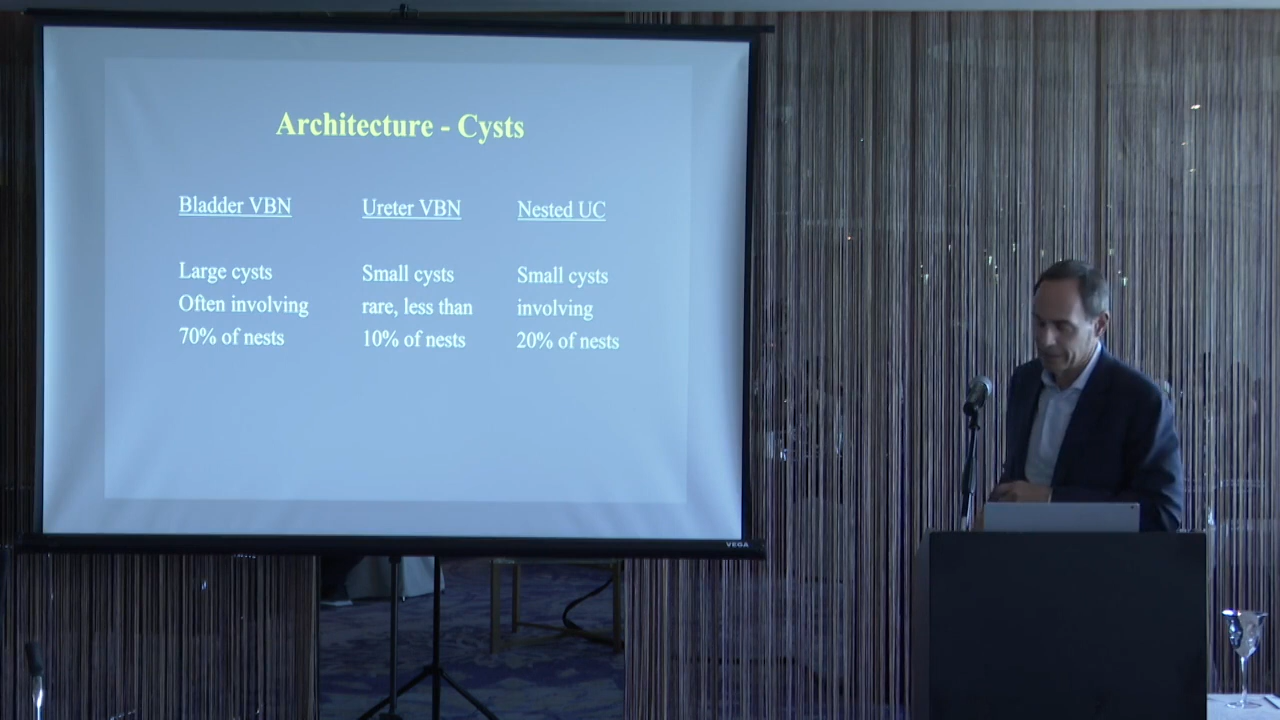 Architecture - Cysts
Bladder VBN
Large cysts
Often involving
70% of nests
Ureter VBN
Small cysts
rare, less than
10% of nests
Nested UC
Small cysts
involving
20% of nests
VEGA